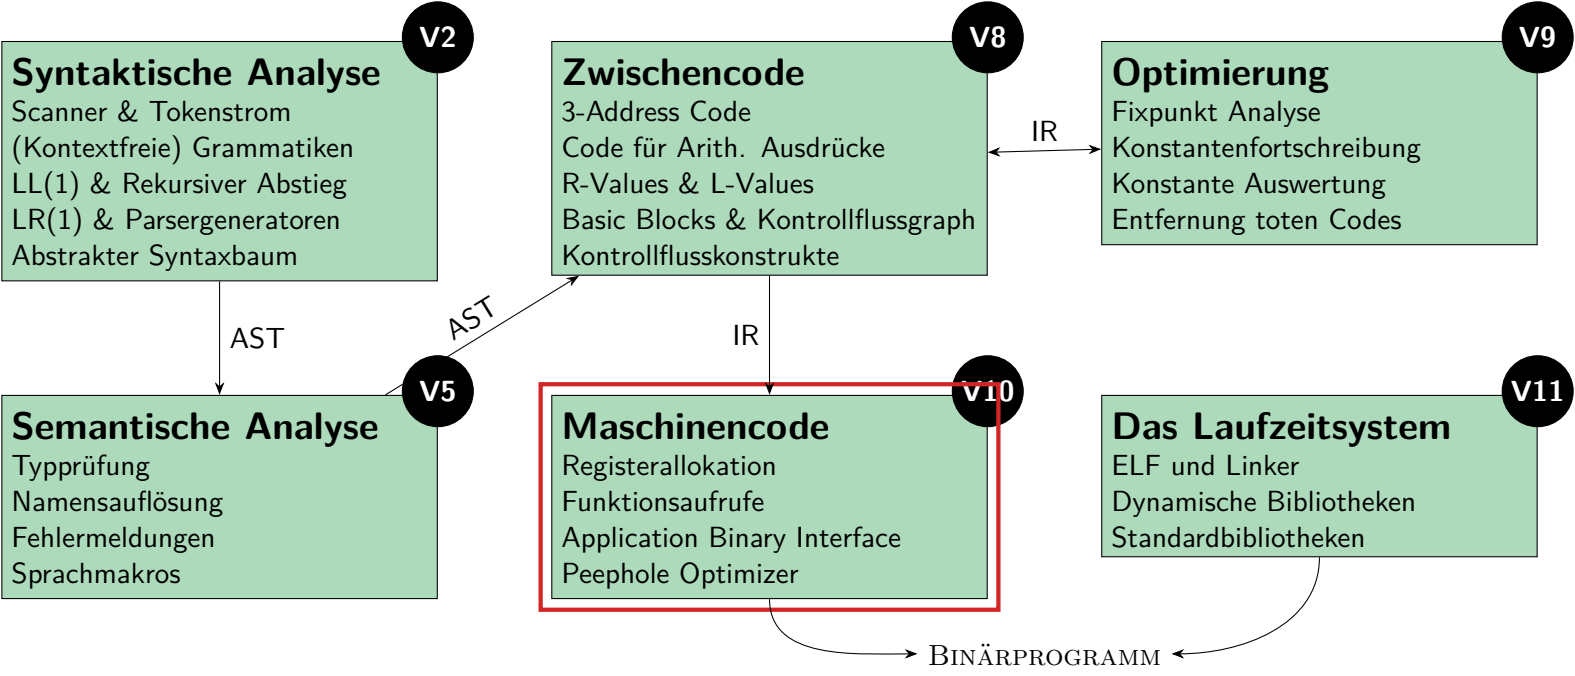 V2
Syntaktische Analyse
Scanner & Tokenstrom
(Kontextfreie) Grammatiken
LL(1) & Rekursiver Abstieg
LR(1) & Parsergeneratoren
Abstrakter Syntaxbaum
AST
V5
Semantische Analyse
Typprüfung
Namensauflösung
Fehlermeldungen
Sprachmakros
AST
V8
Zwischencode
3-Address Code
Code für Arith. Ausdrücke
R-Values & L-Values
Basic Blocks & Kontrollflussgraph
Kontrollflusskonstrukte
IR
V9
Optimierung
Fixpunkt Analyse
Konstantenfortschreibung
Konstante Auswertung
Entfernung toten Codes
IR
V10
Maschinencode
Registerallokation
Funktionsaufrufe
Application Binary Interface
Peephole Optimizer
V11
Das Laufzeitsystem
ELF und Linker
Dynamische Bibliotheken
Standardbibliotheken
BINÄRPROGRAMM